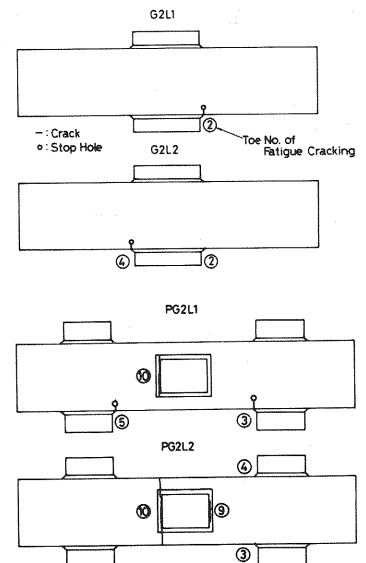 G2L1
－: Crack
○: Stop Hole
②
Toe No. of
Fatigue Cracking
G2L2
④ ②
PG2L1
⑩
⑤ ③
PG2L2
④
⑩ ⑨
③